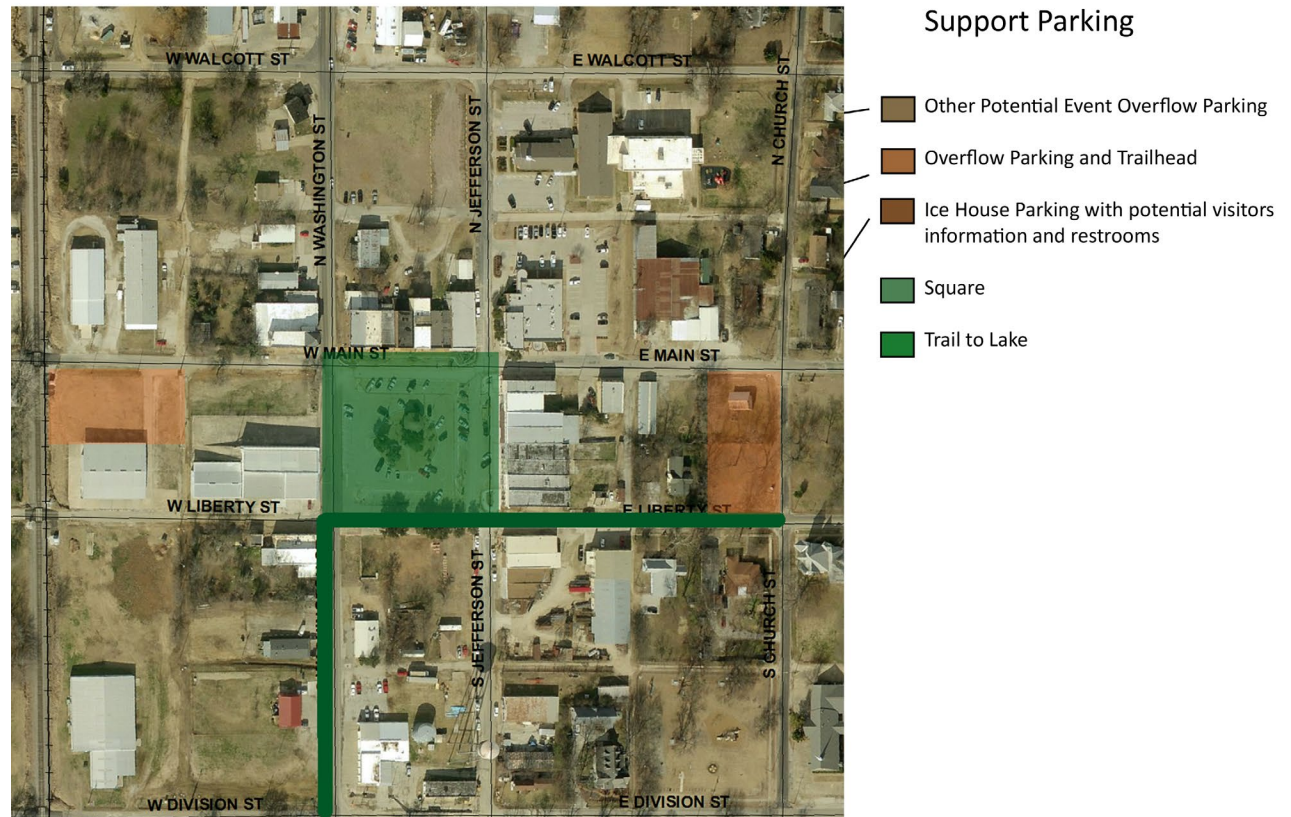 Support Parking
Other Potential Event Overflow Parking
Overflow Parking and Trailhead
Ice House Parking with potential visitors
information and restrooms
Square
Trail to Lake
W WALCOTT ST
E WALCOTT ST
N WASHINGTON ST
N JEFFERSON ST
N CHURCH ST
W MAIN ST
E MAIN ST
W LIBERTY ST
E LIBERTY ST
S JEFFERSON ST
S CHURCH ST
W DIVISION ST
E DIVISION ST